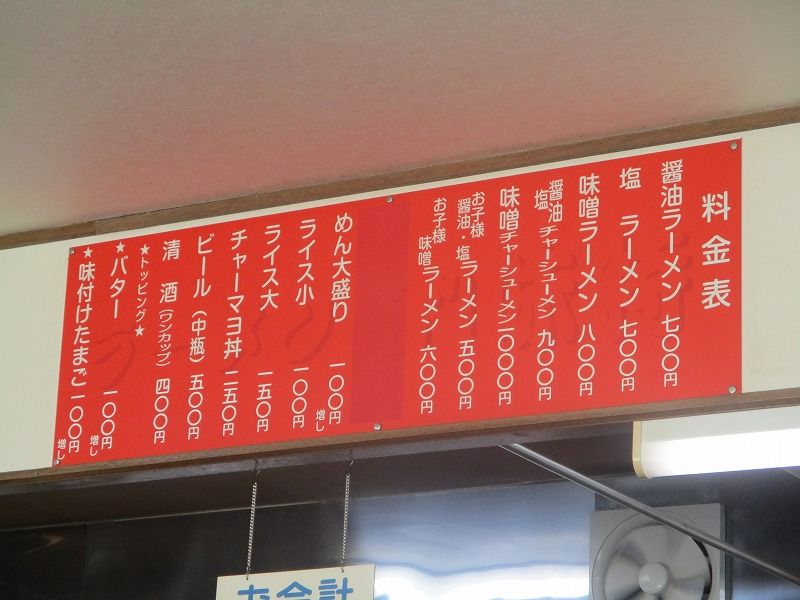 料金表
醤油ラーメン 七〇〇円
塩 ラーメン 七〇〇円
味噌ラーメン 八〇〇円
醤油 塩 チャーシューメン 九〇〇円
味噌チャーシューメン 一〇〇〇円
お子様 醤油・塩 ラーメン 五〇〇円
お子様 味噌 ラーメン 六〇〇円
めん大盛り 一〇〇円増し
ライス小 一〇〇円
ライス大 一五〇円
チャーマヨ丼 二五〇円
ビール(中瓶) 五〇〇円
清 酒(ワンカップ) 四〇〇円
★トッピング★
★バター 一〇〇円増し
★味付けたまご 一〇〇円増し
お会計